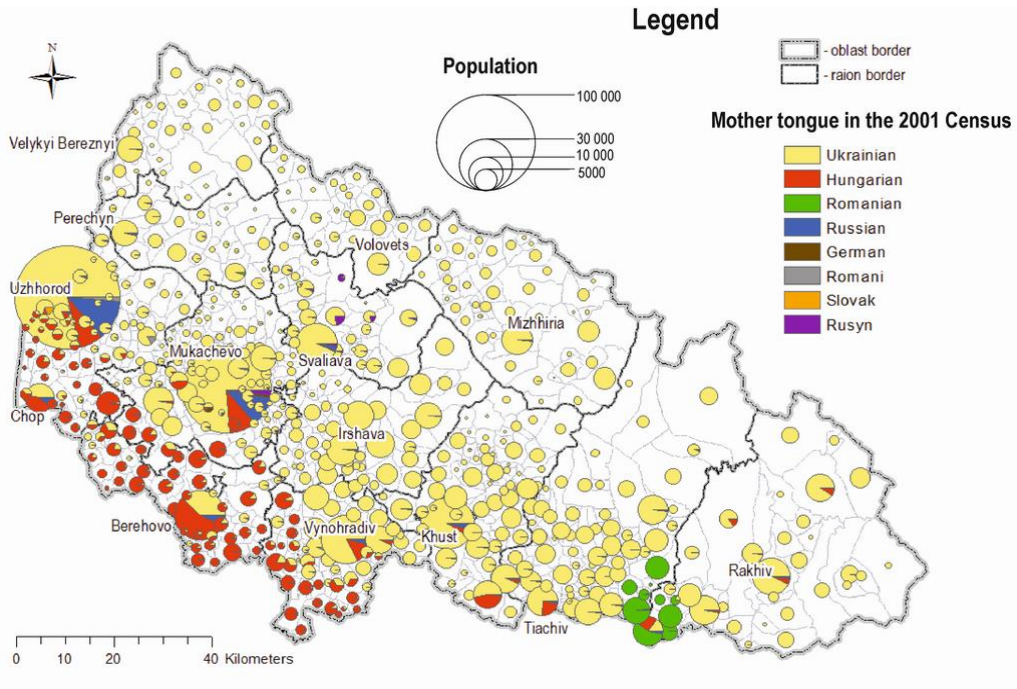 Legend
N
Population
100 000
30 000
10 000
5000
- oblast border
- raion border
Mother tongue in the 2001 Census
Ukrainian
Hungarian
Romanian
Russian
German
Romani
Slovak
Rusyn
Velykyi Bereznyi
Perechyn
Volovets
Uzhhorod
Mizhhiria
Mukachevo
Svaliava
Chop
Irshava
Berehovo
Vynohradiv
Khust
Rakhiv
Tiachiv
0 10 20 40 Kilometers